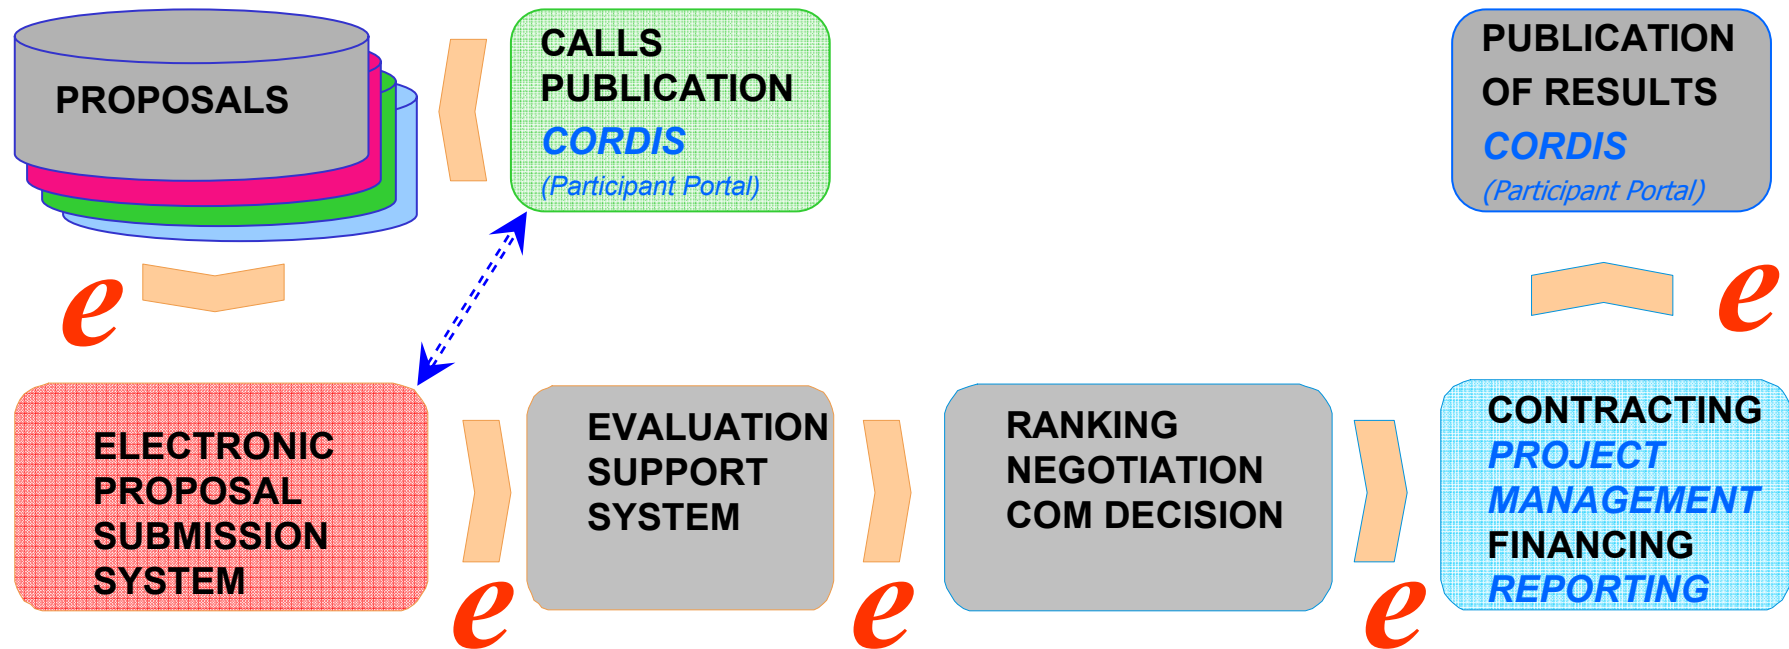 PROPOSALS
CALLS
PUBLICATION
CORDIS
(Participant Portal)
PUBLICATION
OF RESULTS
CORDIS
(Participant Portal)
e
e
ELECTRONIC
PROPOSAL
SUBMISSION
SYSTEM
e
EVALUATION
SUPPORT
SYSTEM
e
RANKING
NEGOTIATION
COM DECISION
e
CONTRACTING
PROJECT
MANAGEMENT
FINANCING
REPORTING